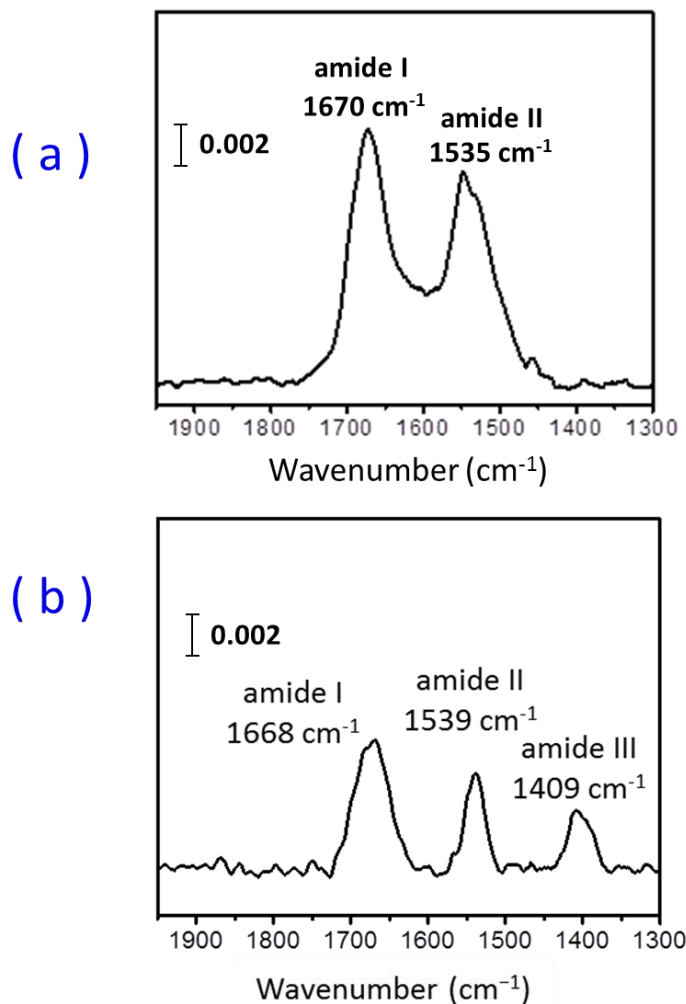 ( a )
amide I
1670 cm⁻¹
amide II
1535 cm⁻¹
0.002
1900 1800 1700 1600 1500 1400 1300
Wavenumber (cm⁻¹)
( b )
0.002
amide I
1668 cm⁻¹
amide II
1539 cm⁻¹
amide III
1409 cm⁻¹
1900 1800 1700 1600 1500 1400 1300
Wavenumber (cm⁻¹)